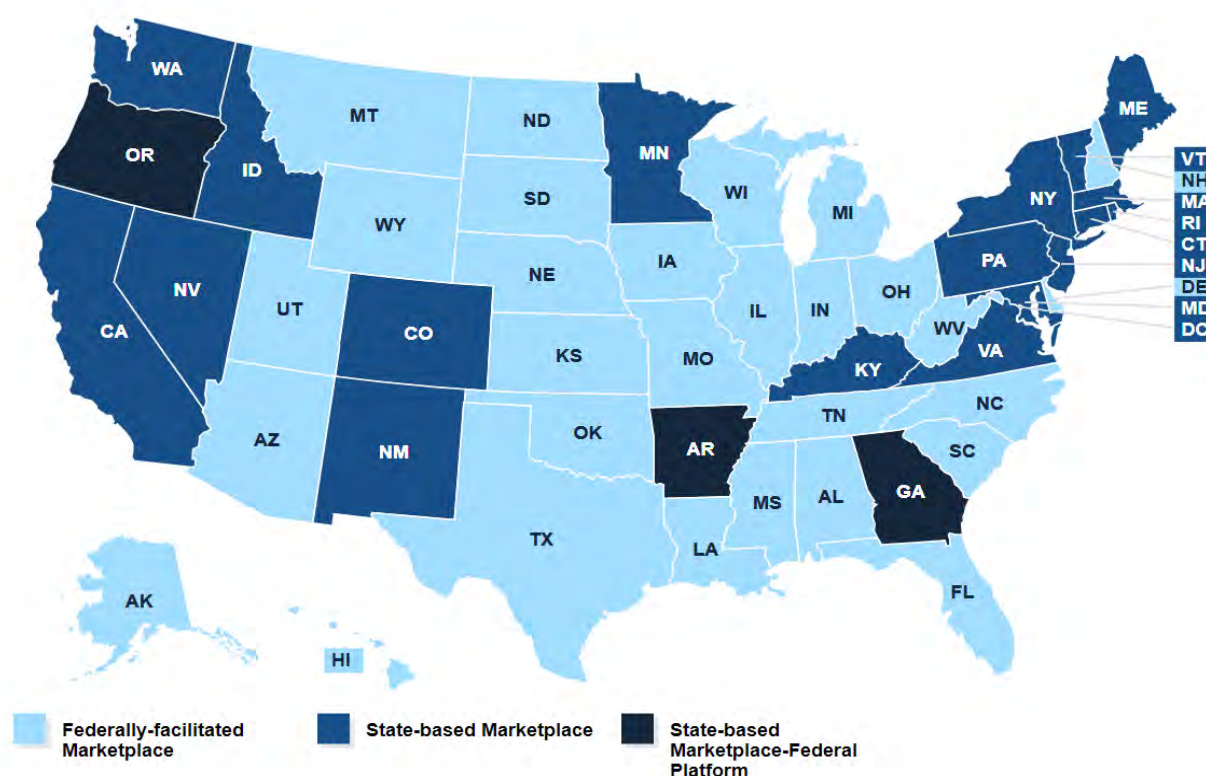 WA
ME
MT
ND
OR
MN
VT
ID
NH
SD
WI
NY
MA
MI
RI
WY
CT
IA
PA
NJ
NE
DE
NV
OH
MD
UT
IL
IN
DC
CA
CO
WV
VA
KS
MO
KY
NC
TN
AZ
OK
NM
AR
SC
GA
MS
AL
TX
LA
FL
AK
HI
Federally-facilitated
Marketplace
State-based Marketplace
State-based
Marketplace-Federal
Platform